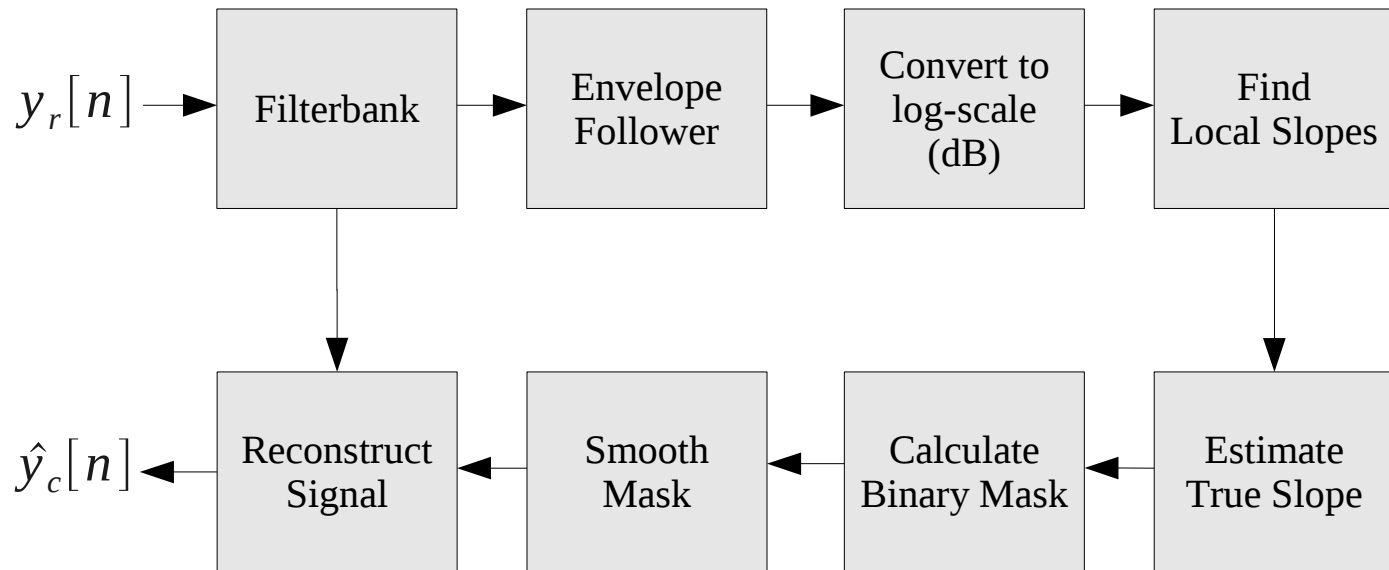 y_r[n]
Filterbank
Envelope
Follower
Convert to
log-scale
(dB)
Find
Local Slopes
ŷ_c[n]
Reconstruct
Signal
Smooth
Mask
Calculate
Binary Mask
Estimate
True Slope